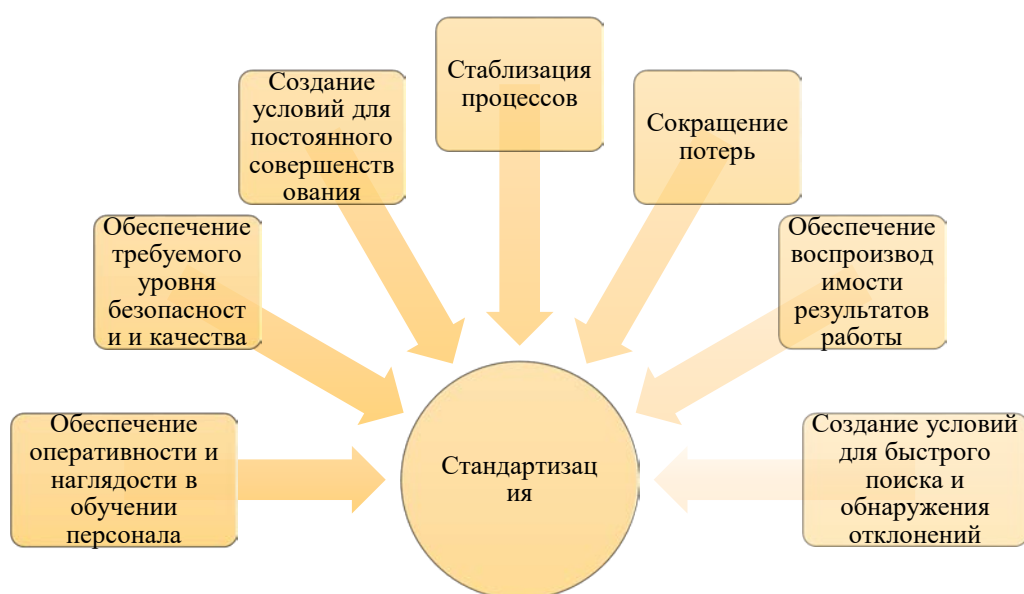 Стаблизация
процессов
Создание
условий для
постоянного
совершенств
ования
Сокращение
потерь
Обеспечение
требуемого
уровня
безопасност
и и качества
Обеспечение
воспроизвод
имости
результатов
работы
Обеспечение
оперативности и
наглядости в
обучении
персонала
Стандартизац
ия
Создание условий
для быстрого
поиска и
обнаружения
отклонений